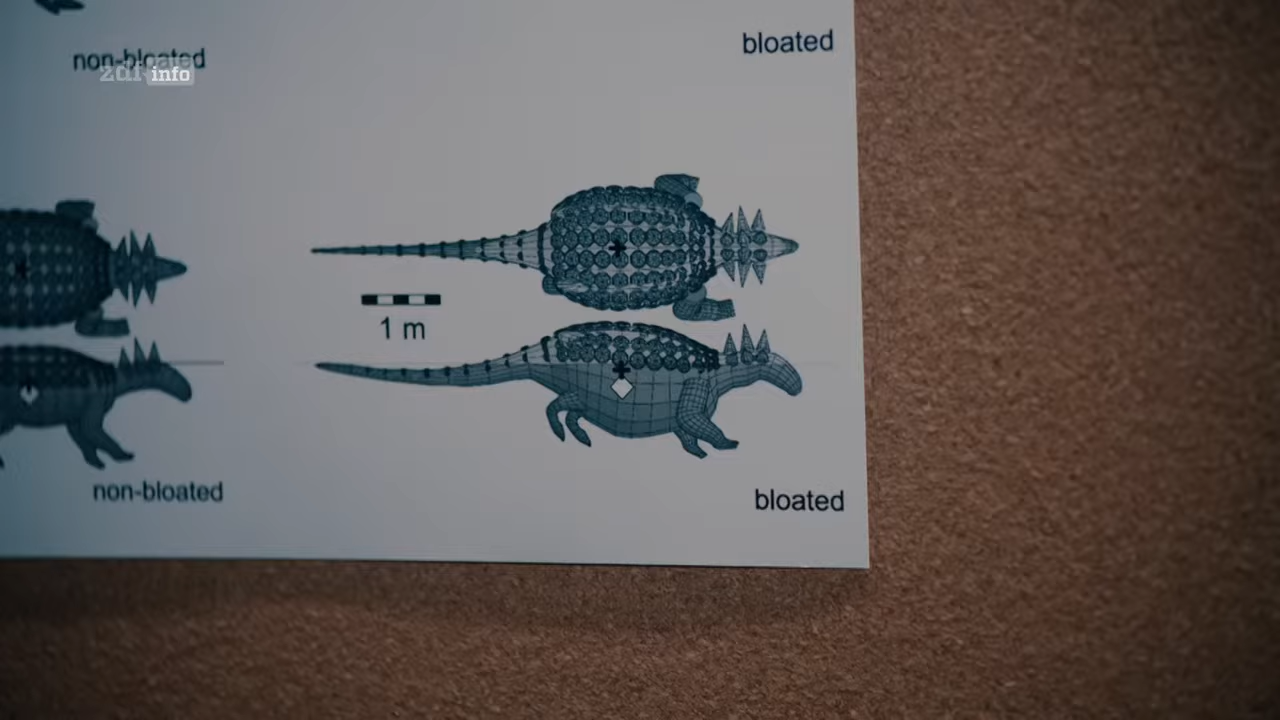 non-bloated
bloated
zdf info
1 m
non-bloated
bloated